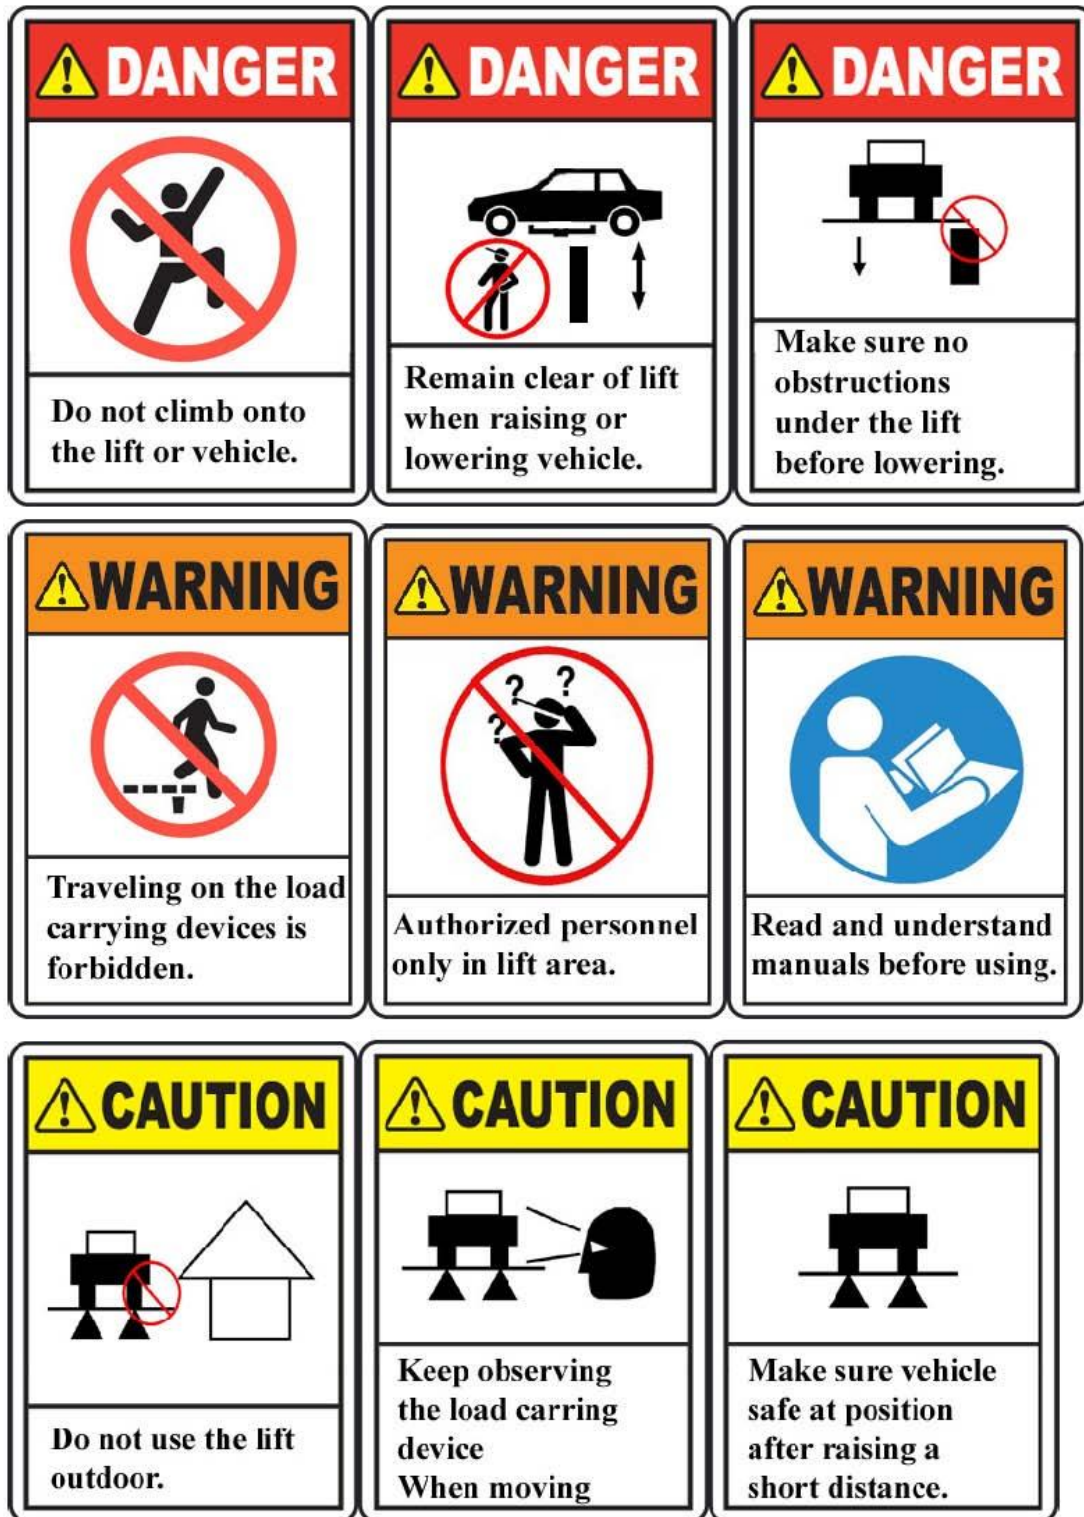 DANGER
Do not climb onto
the lift or vehicle.
DANGER
Remain clear of lift
when raising or
lowering vehicle.
DANGER
Make sure no
obstructions
under the lift
before lowering.
WARNING
Traveling on the load
carrying devices is
forbidden.
WARNING
? ?
?
Authorized personnel
only in lift area.
WARNING
Read and understand
manuals before using.
CAUTION
Do not use the lift
outdoor.
CAUTION
Keep observing
the load carring
device
When moving
CAUTION
Make sure vehicle
safe at position
after raising a
short distance.